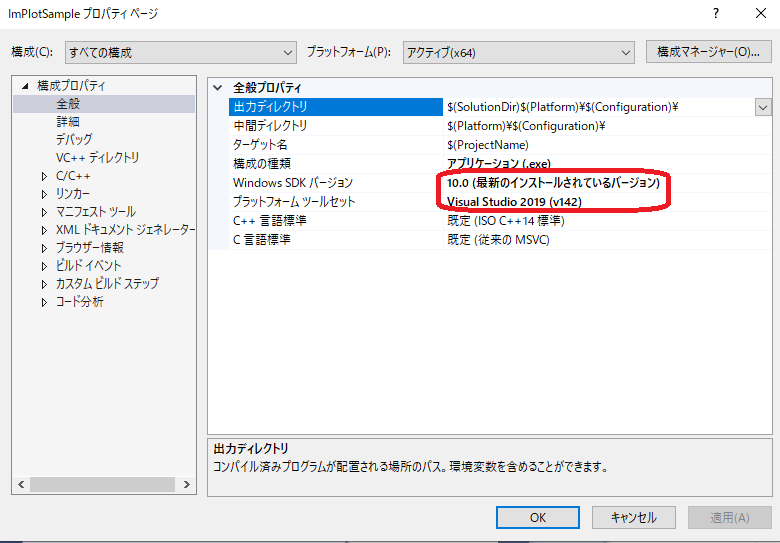 ImPlotSample プロパティ ページ
? ×
構成(C): すべての構成 プラットフォーム(P): アクティブ(x64) 構成マネージャー(O)...
構成プロパティ
全般
詳細
デバッグ
VC++ ディレクトリ
C/C++
リンカー
マニフェスト ツール
XML ドキュメント ジェネレーター
ブラウザー情報
ビルド イベント
カスタム ビルド ステップ
コード分析
全般プロパティ
出力ディレクトリ $(SolutionDir)$(Platform)¥$(Configuration)¥
中間ディレクトリ $(Platform)¥$(Configuration)¥
ターゲット名 $(ProjectName)
構成の種類 アプリケーション (.exe)
Windows SDK バージョン 10.0 (最新のインストールされているバージョン)
プラットフォーム ツールセット Visual Studio 2019 (v142)
C++ 言語標準 既定 (ISO C++14 標準)
C 言語標準 既定 (従来の MSVC)
出力ディレクトリ
コンパイル済みプログラムが配置される場所のパス。環境変数を含めることができます。
OK キャンセル 適用(A)